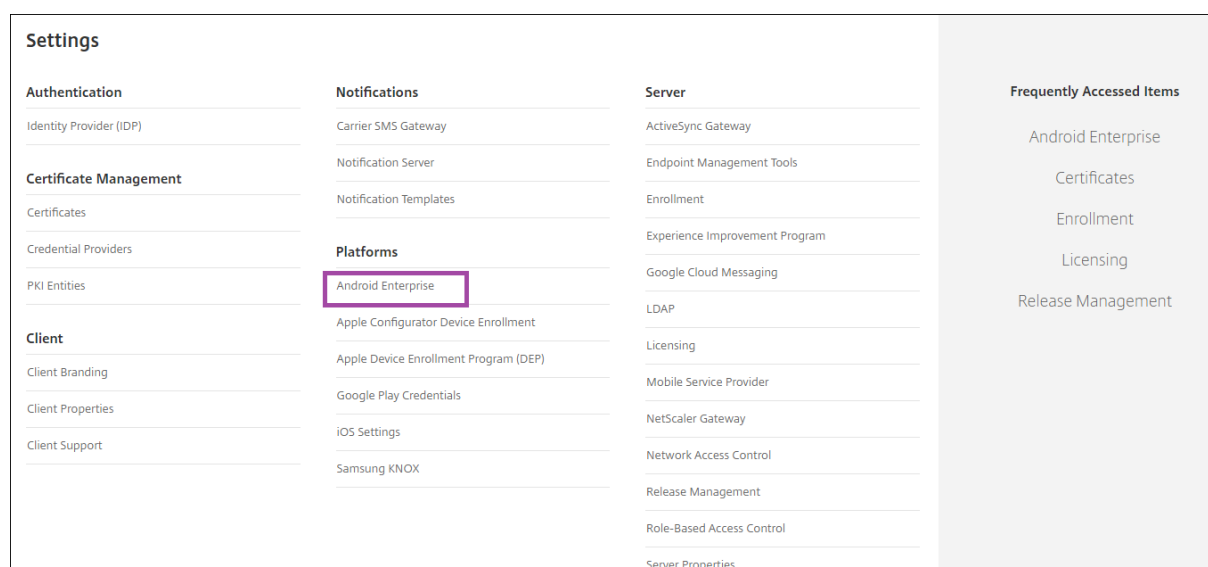 Settings
Authentication
Identity Provider (IDP)
Certificate Management
Certificates
Credential Providers
PKI Entities
Client
Client Branding
Client Properties
Client Support
Notifications
Carrier SMS Gateway
Notification Server
Notification Templates
Platforms
Android Enterprise
Apple Configurator Device Enrollment
Apple Device Enrollment Program (DEP)
Google Play Credentials
iOS Settings
Samsung KNOX
Server
ActiveSync Gateway
Endpoint Management Tools
Enrollment
Experience Improvement Program
Google Cloud Messaging
LDAP
Licensing
Mobile Service Provider
NetScaler Gateway
Network Access Control
Release Management
Role-Based Access Control
Server Properties
Frequently Accessed Items
Android Enterprise
Certificates
Enrollment
Licensing
Release Management